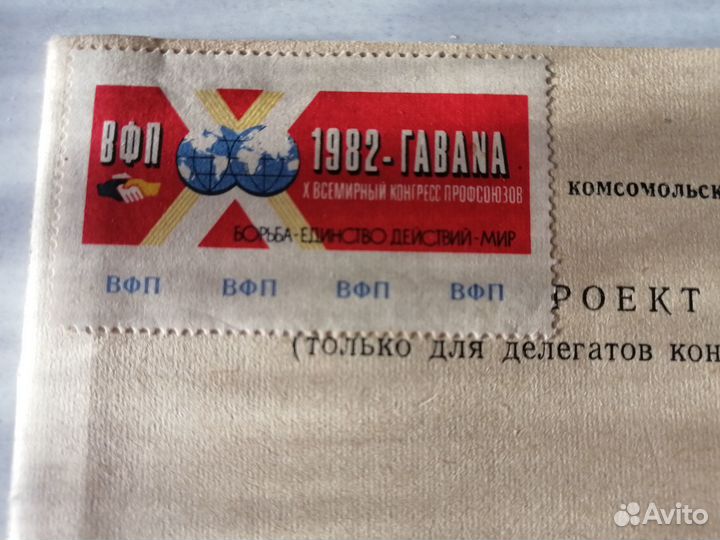 ВФП
1982-ГАВАНА
X ВСЕМИРНЫЙ КОНГРЕСС ПРОФСОЮЗОВ
БОРЬБА-ЕДИНСТВО ДЕЙСТВИЙ-МИР
ВФП ВФП ВФП ВФП
КОМСОМОЛЬСК
РОЕКТ
(только для делегатов кон
Avito